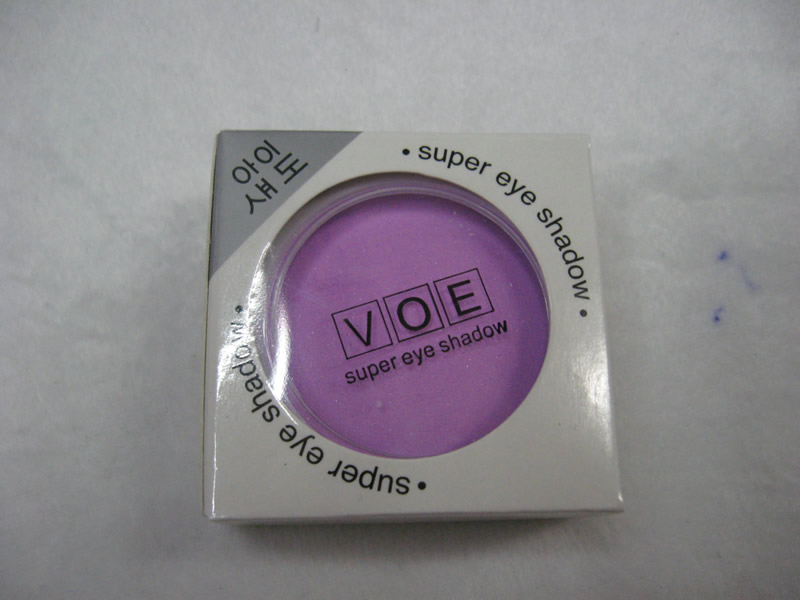 아이
섀도
• super eye shadow •
VOE
super eye shadow
• super eye shadow •